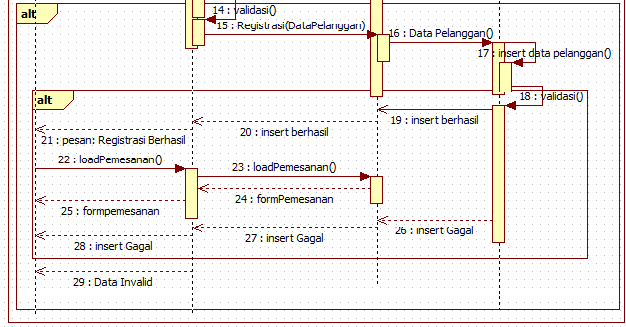 alt
14 : validasi()
15 : Registrasi(DataPelanggan)
16 : Data Pelanggan()
17 : insert data pelanggan()
18 : validasi()
alt
19 : insert berhasil
20 : insert berhasil
21 : pesan: Registrasi Berhasil
22 : loadPemesanan()
23 : loadPemesanan()
24 : formPemesanan
25 : formpemesanan
26 : insert Gagal
27 : insert Gagal
28 : insert Gagal
29 : Data Invalid